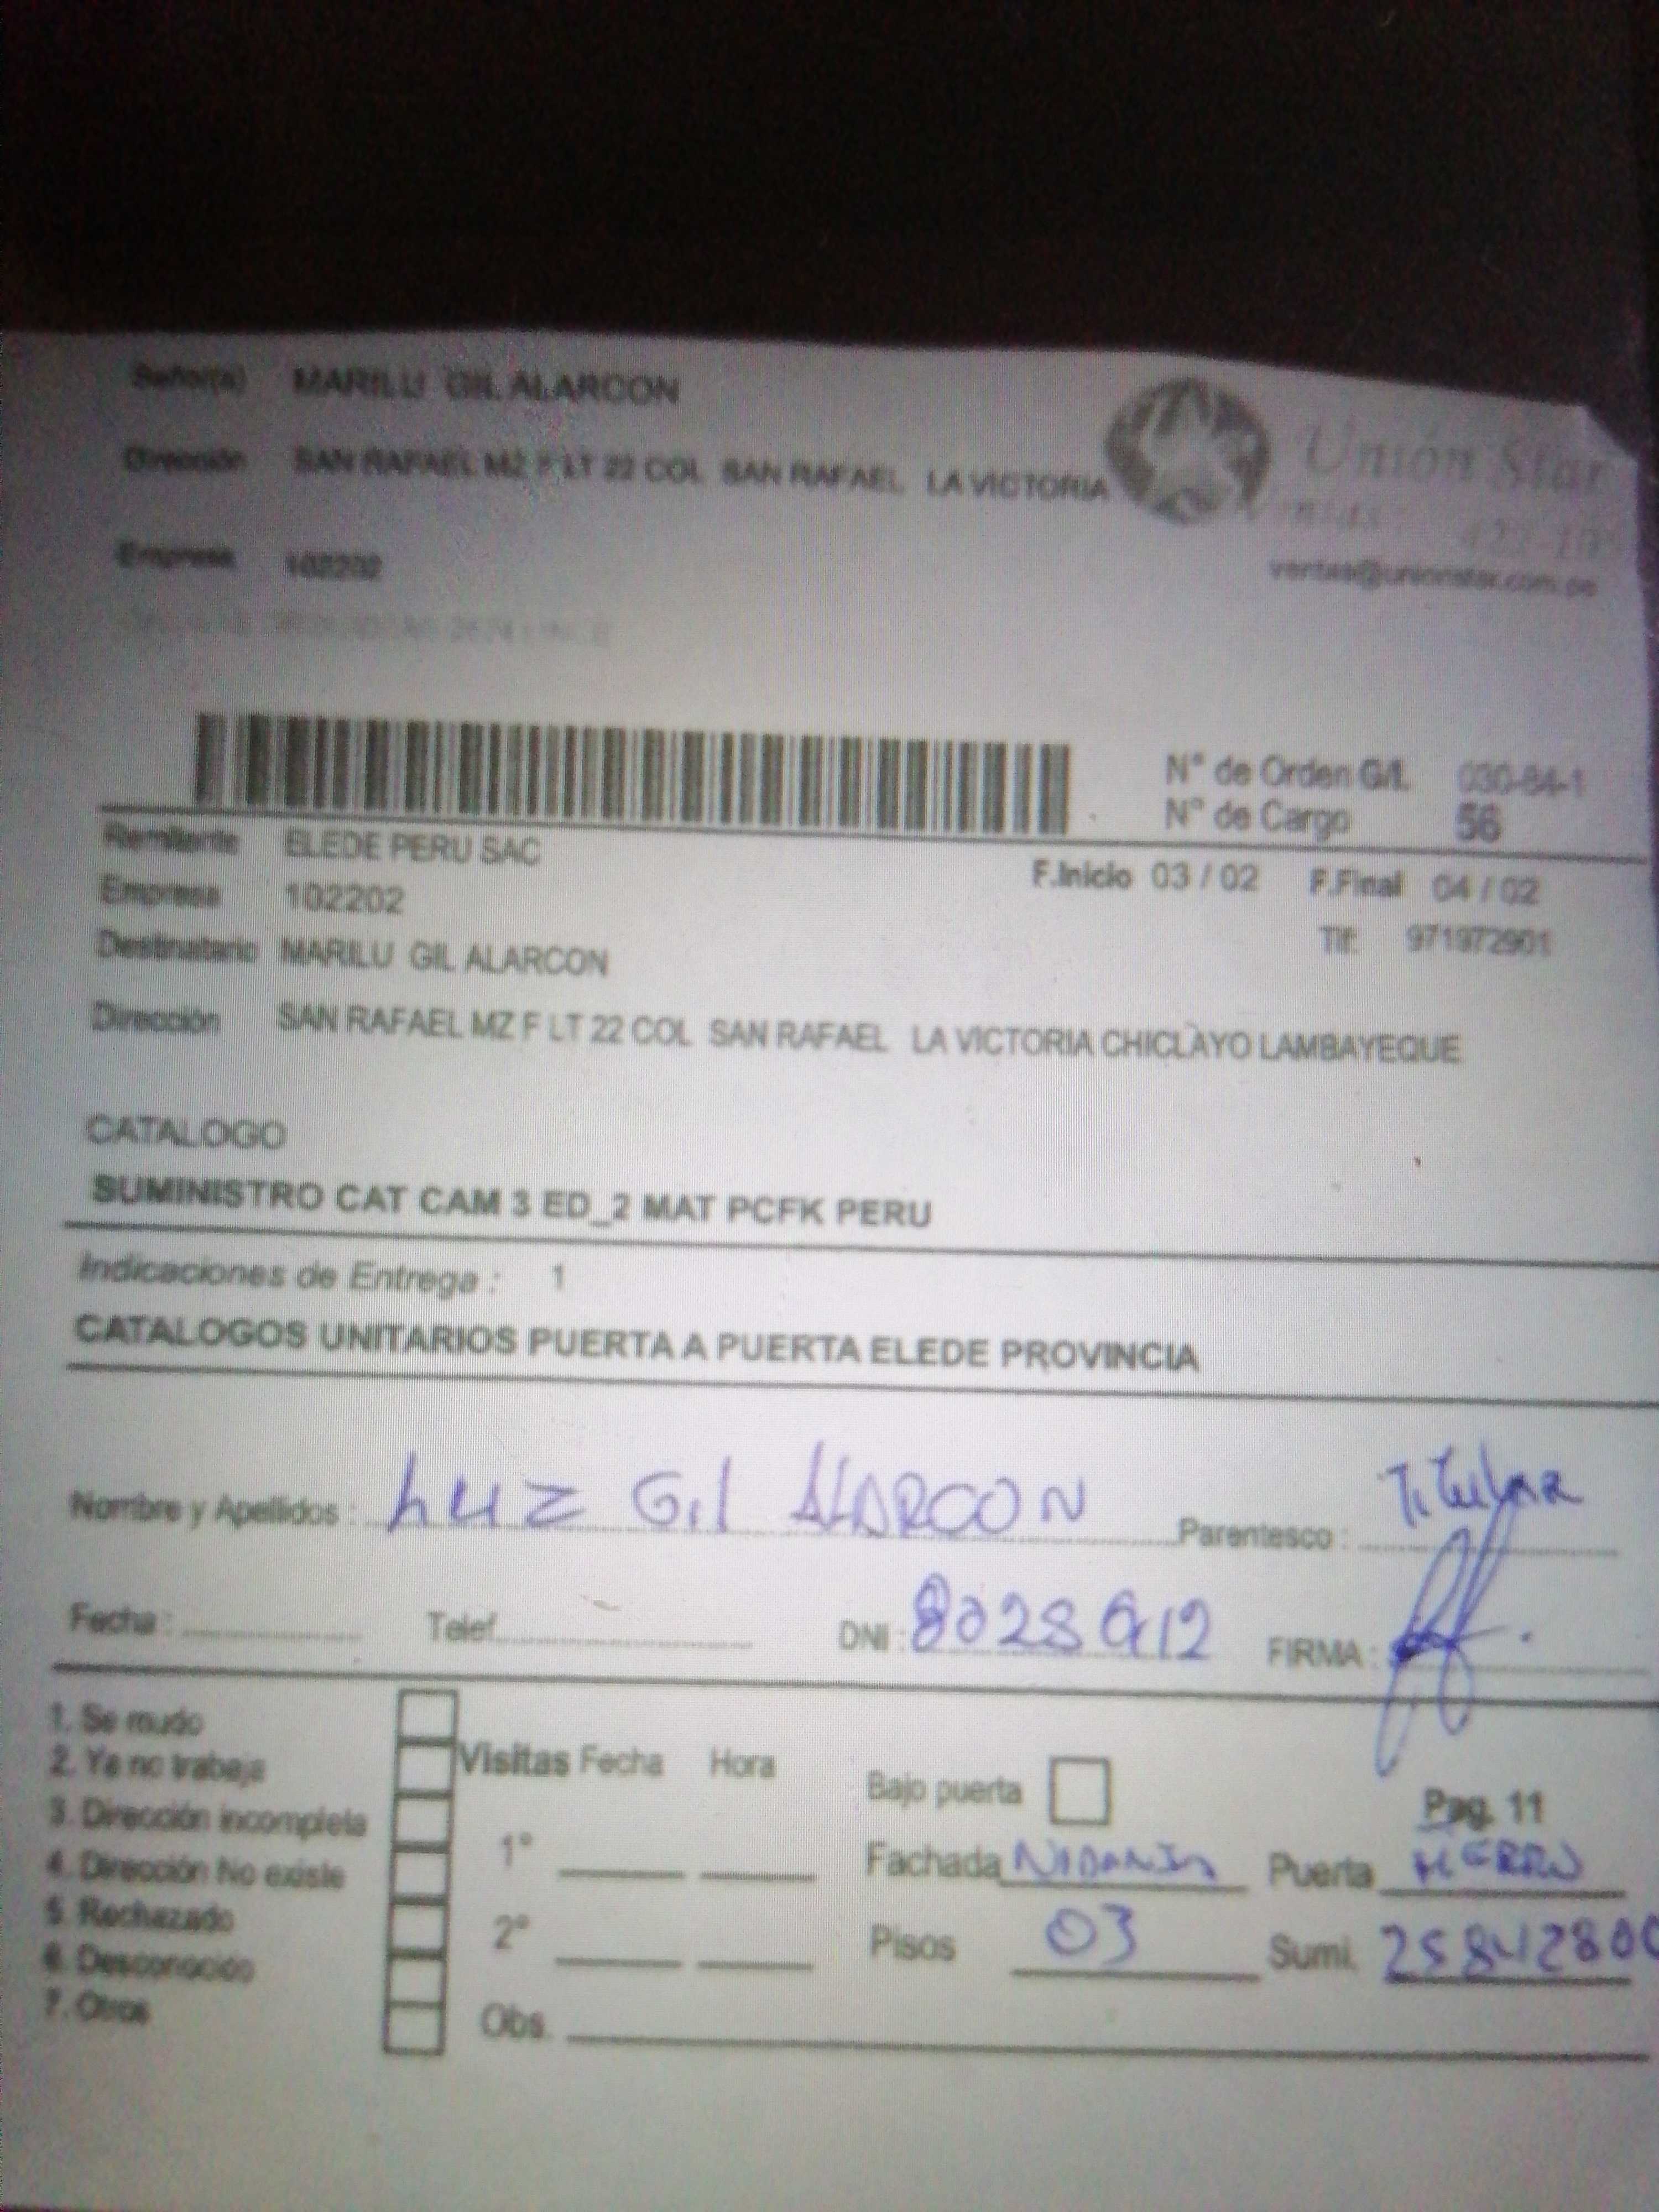 Señor(a) MARILU GIL ALARCON
Dirección SAN RAFAEL MZ F LT 22 COL SAN RAFAEL LA VICTORIA
Unión Star
Empresa 102202
ventas@unionstar.com.pe
N° de Orden G/L 030-84-1
N° de Cargo 56
Remitente ELEDE PERU SAC
F.Inicio 03 / 02 F.Final 04 / 02
Empresa 102202
Tlf: 971972901
Destinatario MARILU GIL ALARCON
Dirección SAN RAFAEL MZ F LT 22 COL SAN RAFAEL LA VICTORIA CHICLAYO LAMBAYEQUE
CATALOGO
SUMINISTRO CAT CAM 3 ED_2 MAT PCFK PERU
Indicaciones de Entrega : 1
CATALOGOS UNITARIOS PUERTA A PUERTA ELEDE PROVINCIA
Nombre y Apellidos : LUZ Gil ALARCON Parentesco : Titular
Fecha : Telef. DNI : FIRMA :
1. Se mudo
2. Ya no trabaja
3. Dirección incompleta
4. Dirección No existe
5. Rechazado
6. Desconocido
7. Otros
Visitas Fecha Hora
1°
2°
Obs.
Bajo puerta
Pag. 11
Fachada Puerta HIERRO
Pisos 03 Sumi.